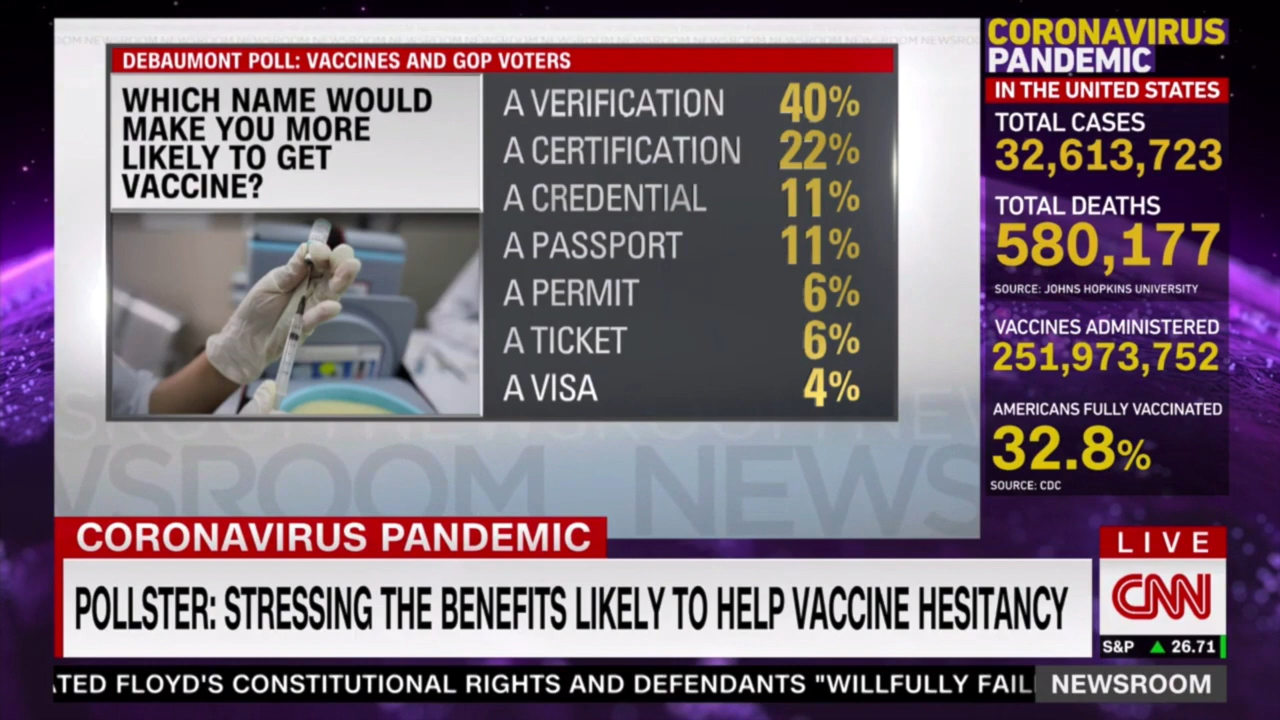 DEBAUMONT POLL: VACCINES AND GOP VOTERS
WHICH NAME WOULD
MAKE YOU MORE
LIKELY TO GET
VACCINE?
A VERIFICATION 40%
A CERTIFICATION 22%
A CREDENTIAL 11%
A PASSPORT 11%
A PERMIT 6%
A TICKET 6%
A VISA 4%
CORONAVIRUS
PANDEMIC
IN THE UNITED STATES
TOTAL CASES
32,613,723
TOTAL DEATHS
580,177
SOURCE: JOHNS HOPKINS UNIVERSITY
VACCINES ADMINISTERED
251,973,752
AMERICANS FULLY VACCINATED
32.8%
SOURCE: CDC
WSROOM NEWS
CORONAVIRUS PANDEMIC
POLLSTER: STRESSING THE BENEFITS LIKELY TO HELP VACCINE HESITANCY
LIVE
CNN
S&P ▲ 26.71
ATED FLOYD'S CONSTITUTIONAL RIGHTS AND DEFENDANTS "WILLFULLY FAIL
NEWSROOM